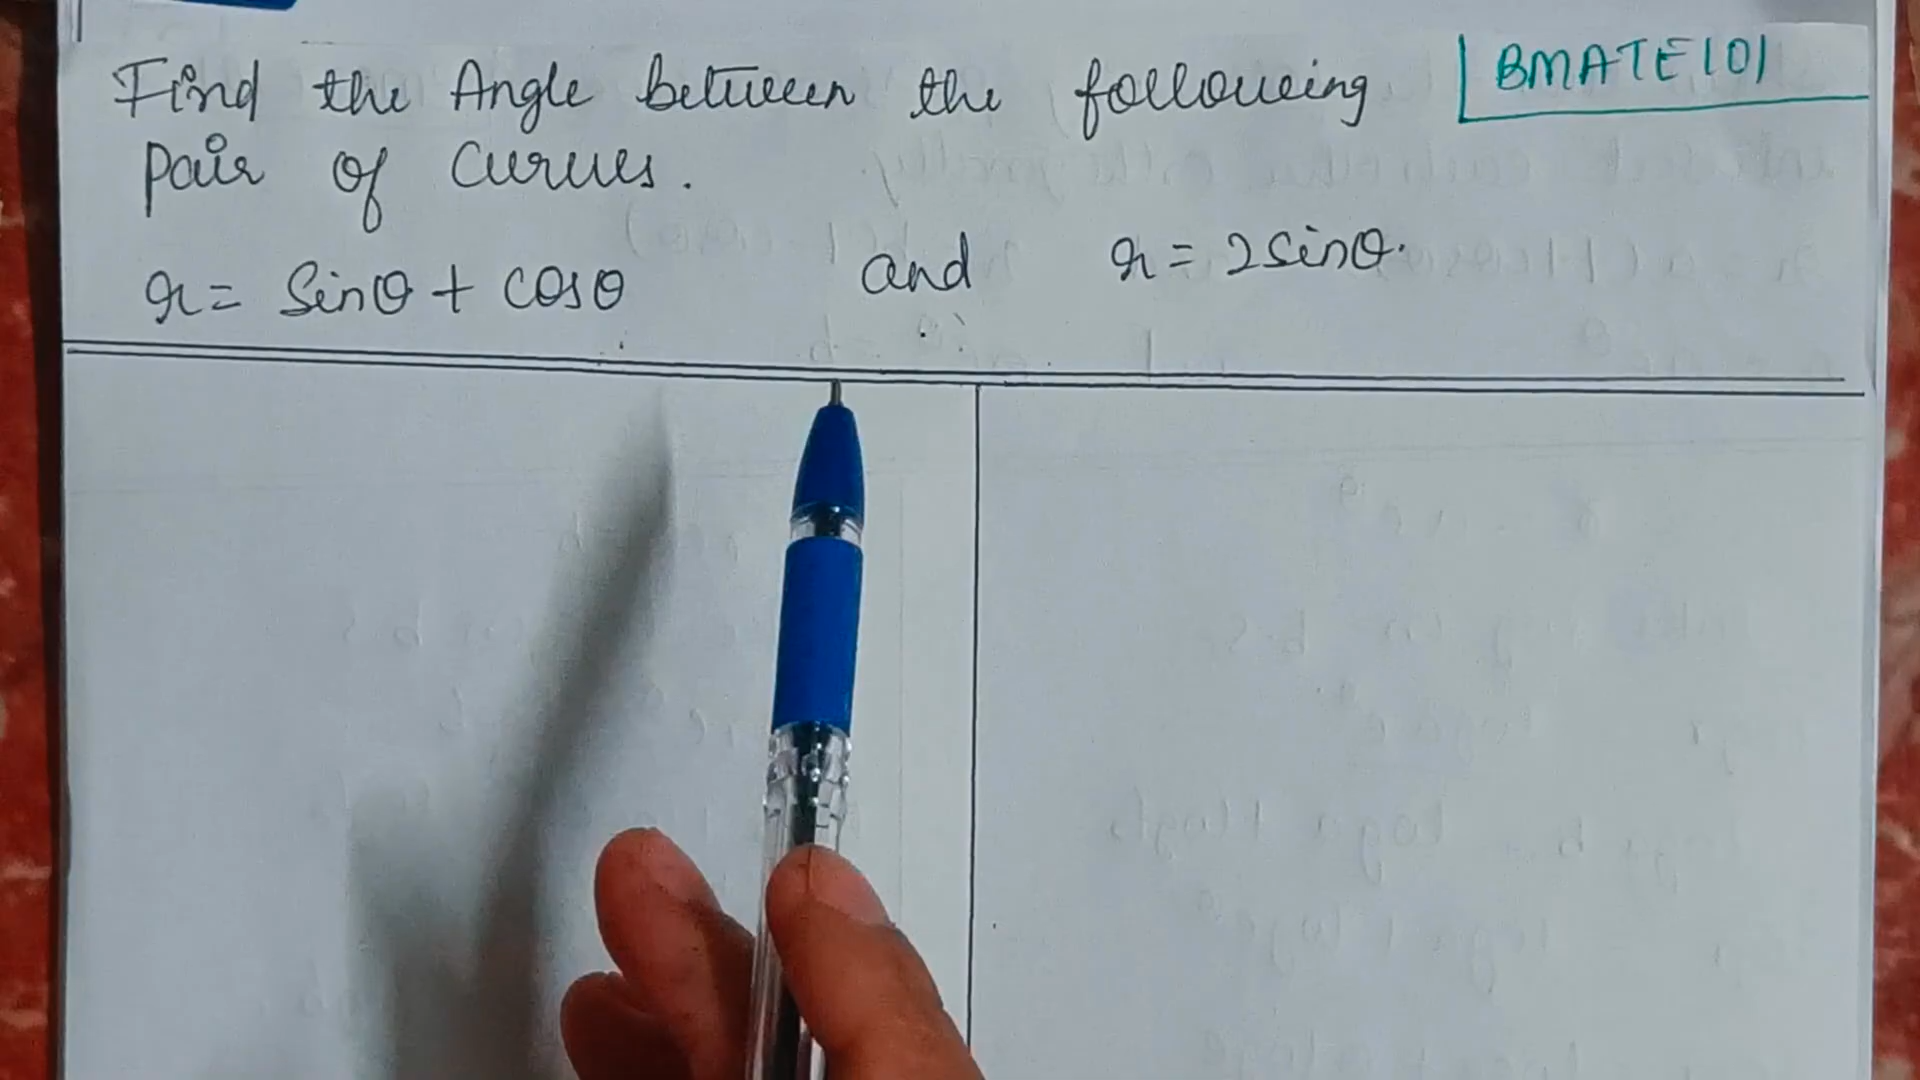 Find the Angle between the following
BMATE101
Pair of Curves.
r = Sinθ + cosθ and r = 2Sinθ.